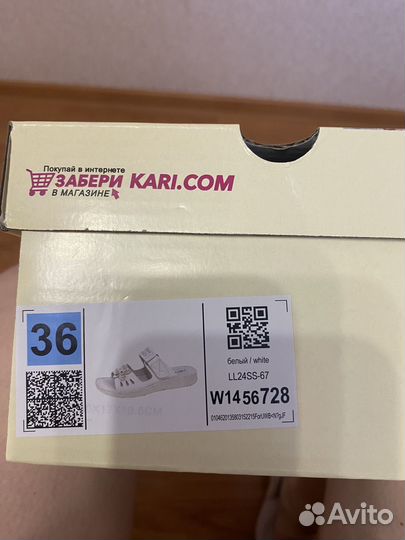 Покупай в интернете
ЗАБЕРИ KARI.COM
В МАГАЗИНЕ
36
белый / white
LL24SS-67
W1456728
Avito